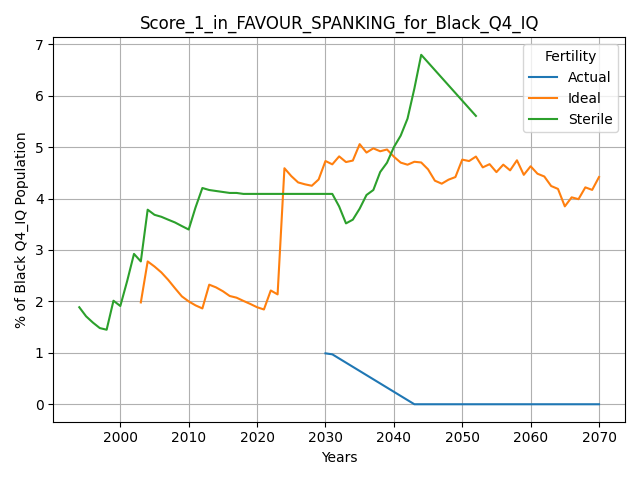 Score_1_in_FAVOUR_SPANKING_for_Black_Q4_IQ
% of Black Q4_IQ Population
7
6
5
4
3
2
1
0
Fertility
Actual
Ideal
Sterile
2000 2010 2020 2030 2040 2050 2060 2070
Years